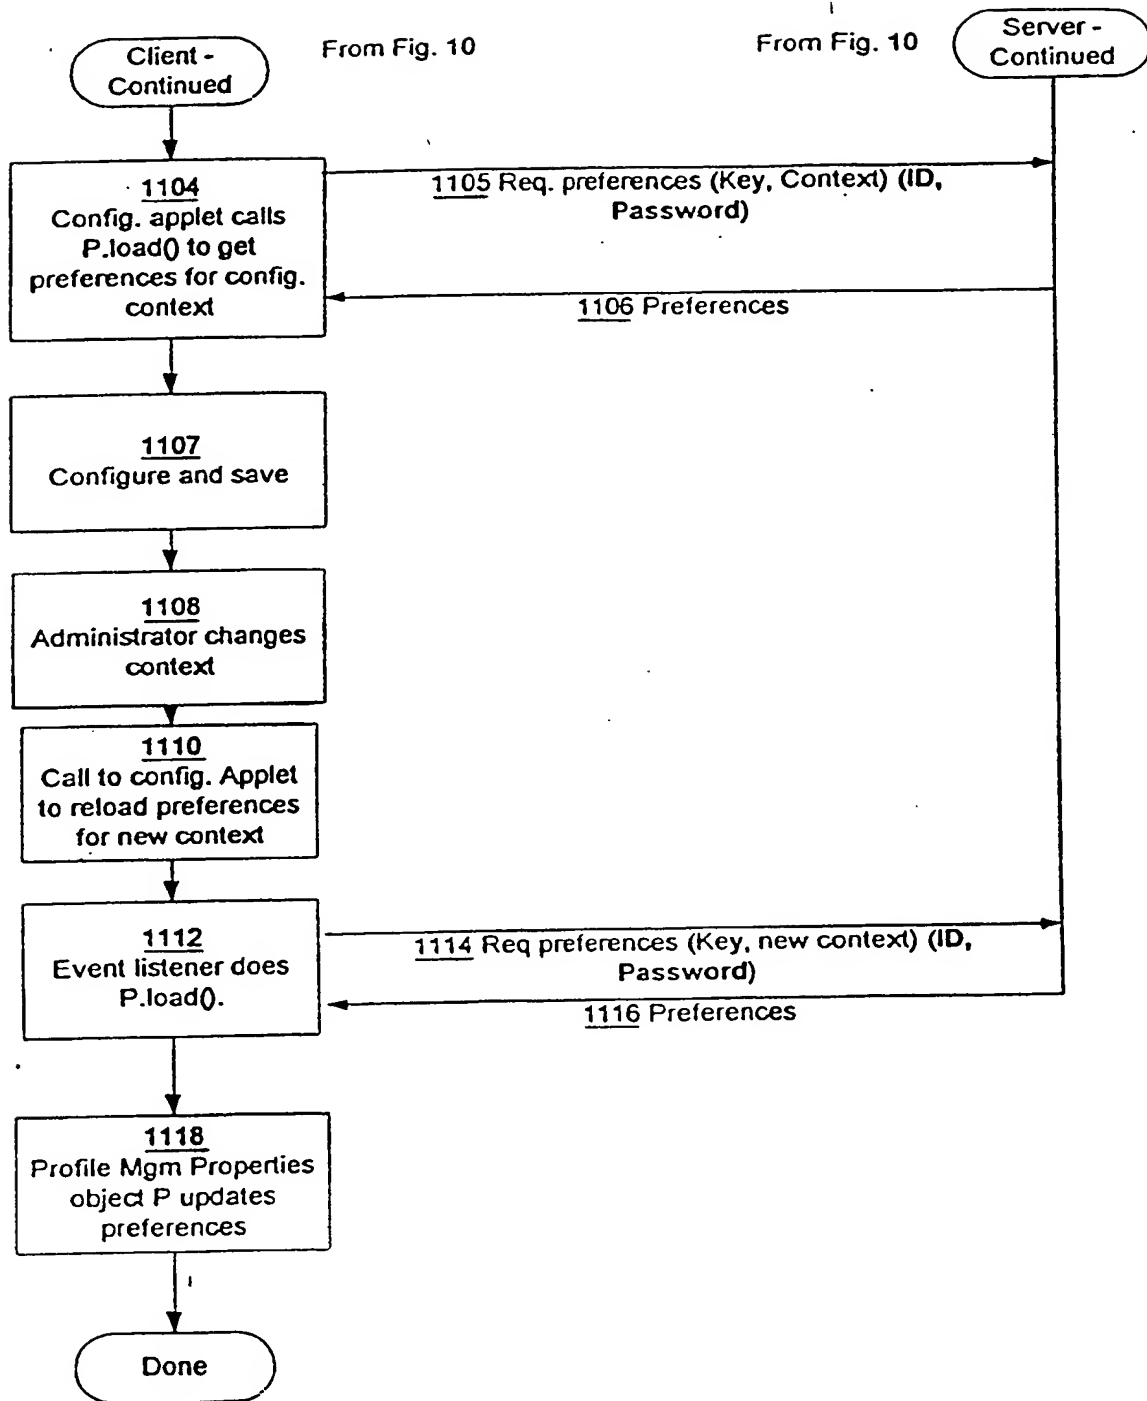 Client -
Continued
From Fig. 10
From Fig. 10
Server -
Continued
1104
Config. applet calls
P.load() to get
preferences for config.
context
1105 Req. preferences (Key, Context) (ID,
Password)
1106 Preferences
1107
Configure and save
1108
Administrator changes
context
1110
Call to config. Applet
to reload preferences
for new context
1112
Event listener does
P.load().
1114 Req preferences (Key, new context) (ID,
Password)
1116 Preferences
1118
Profile Mgm Properties
object P updates
preferences
Done